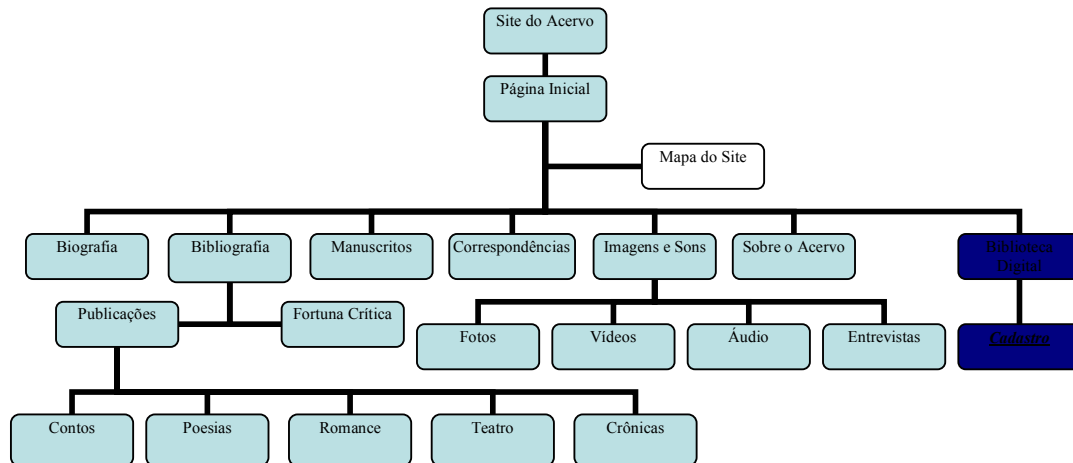 Site do Acervo
Página Inicial
Mapa do Site
Biografia
Bibliografia
Manuscritos
Correspondências
Imagens e Sons
Sobre o Acervo
Biblioteca
Digital
Publicações
Fortuna Crítica
Fotos
Vídeos
Áudio
Entrevistas
Cadastro
Contos
Poesias
Romance
Teatro
Crônicas